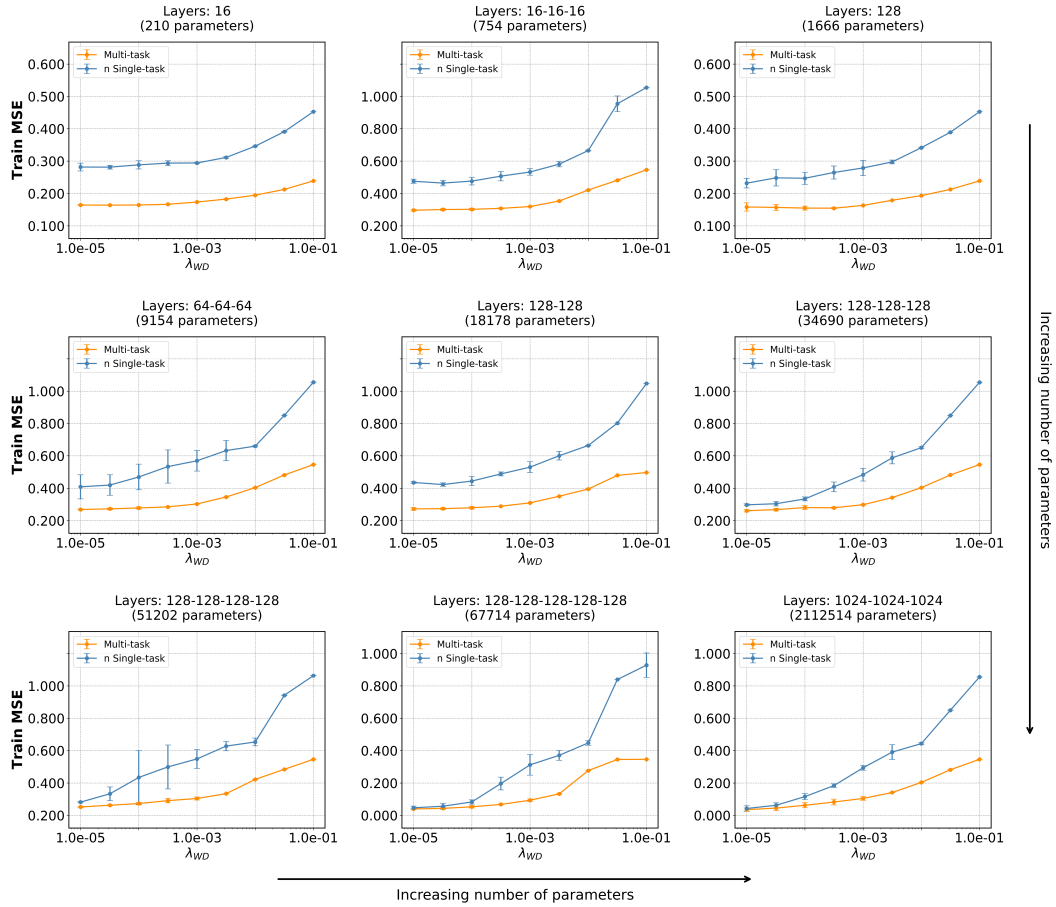 Layers: 16
(210 parameters)
Train MSE
0.600
0.500
0.400
0.300
0.200
0.100
Multi-task
n Single-task
1.0e-05 1.0e-03 1.0e-01
λWD
Layers: 16-16-16
(754 parameters)
1.000
0.600
0.400
0.200
Multi-task
n Single-task
1.0e-05 1.0e-03 1.0e-01
λWD
Layers: 128
(1666 parameters)
0.600
0.500
0.400
0.300
0.200
0.100
Multi-task
n Single-task
1.0e-05 1.0e-03 1.0e-01
λWD
Layers: 64-64-64
(9154 parameters)
Train MSE
1.000
0.800
0.600
0.400
0.200
Multi-task
n Single-task
1.0e-05 1.0e-03 1.0e-01
λWD
Layers: 128-128
(18178 parameters)
1.000
0.800
0.600
0.400
0.200
Multi-task
n Single-task
1.0e-05 1.0e-03 1.0e-01
λWD
Layers: 128-128-128
(34690 parameters)
1.000
0.800
0.600
0.400
0.200
Multi-task
n Single-task
1.0e-05 1.0e-03 1.0e-01
λWD
Layers: 128-128-128-128
(51202 parameters)
Train MSE
1.000
0.800
0.600
0.400
0.200
Multi-task
n Single-task
1.0e-05 1.0e-03 1.0e-01
λWD
Layers: 128-128-128-128-128
(67714 parameters)
1.000
0.800
0.600
0.400
0.200
0.000
Multi-task
n Single-task
1.0e-05 1.0e-03 1.0e-01
λWD
Layers: 1024-1024-1024
(2112514 parameters)
1.000
0.800
0.600
0.400
0.200
0.000
Multi-task
n Single-task
1.0e-05 1.0e-03 1.0e-01
λWD
Increasing number of parameters
Increasing number of parameters